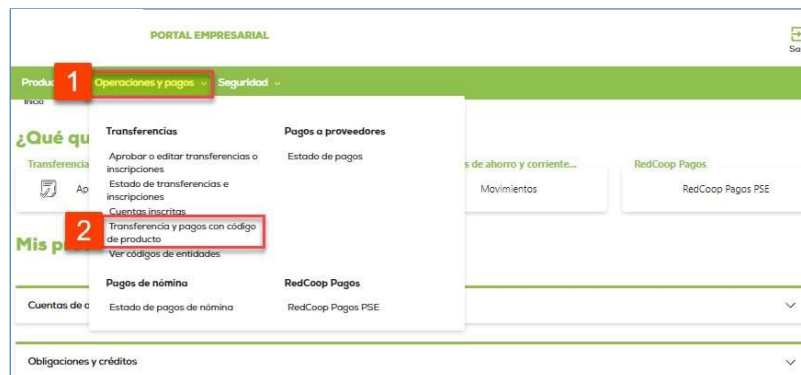 PORTAL EMPRESARIAL
Sa
Produc
1
Operaciones y pagos
Seguridad
Inicio
¿Qué qu
Transferencias
Pagos a proveedores
Transferencia
Aprobar o editar transferencias o
inscripciones
Estado de pagos
s de ahorro y corriente...
RedCoop Pagos
Ap
Estado de transferencias e
inscripciones
Movimientos
RedCoop Pagos PSE
Cuentas inscritas
2
Transferencia y pagos con código
de producto
Mis p
Ver códigos de entidades
Pagos de nómina
RedCoop Pagos
Cuentas de a
Estado de pagos de nómina
RedCoop Pagos PSE
Obligaciones y créditos